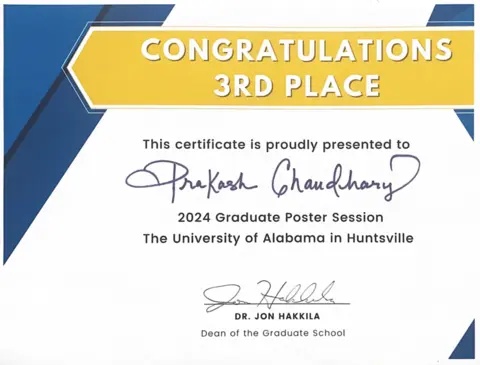 CONGRATULATIONS
3RD PLACE
This certificate is proudly presented to
Prakash Chaudhary
2024 Graduate Poster Session
The University of Alabama in Huntsville
Jon Hakkila
DR. JON HAKKILA
Dean of the Graduate School